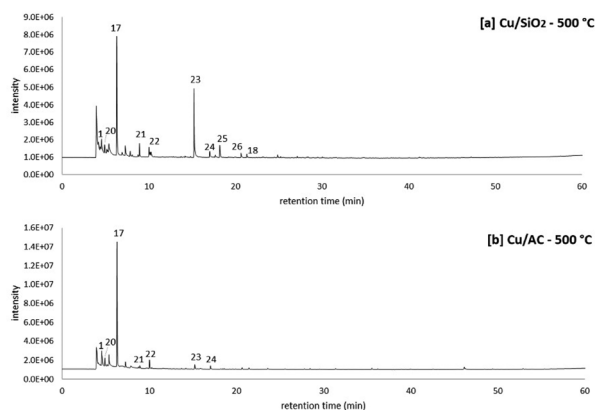 [a] Cu/SiO2 - 500 °C
9.0E+06
8.0E+06
7.0E+06
6.0E+06
5.0E+06
4.0E+06
3.0E+06
2.0E+06
1.0E+06
0.0E+00
intensity
17
1 20
21
22
23
24
25
26
18
0 10 20 30 40 50 60
retention time (min)
[b] Cu/AC - 500 °C
1.6E+07
1.4E+07
1.2E+07
1.0E+07
8.0E+06
6.0E+06
4.0E+06
2.0E+06
0.0E+00
intensity
17
1 20
21
22
23
24
0 10 20 30 40 50 60
retention time (min)